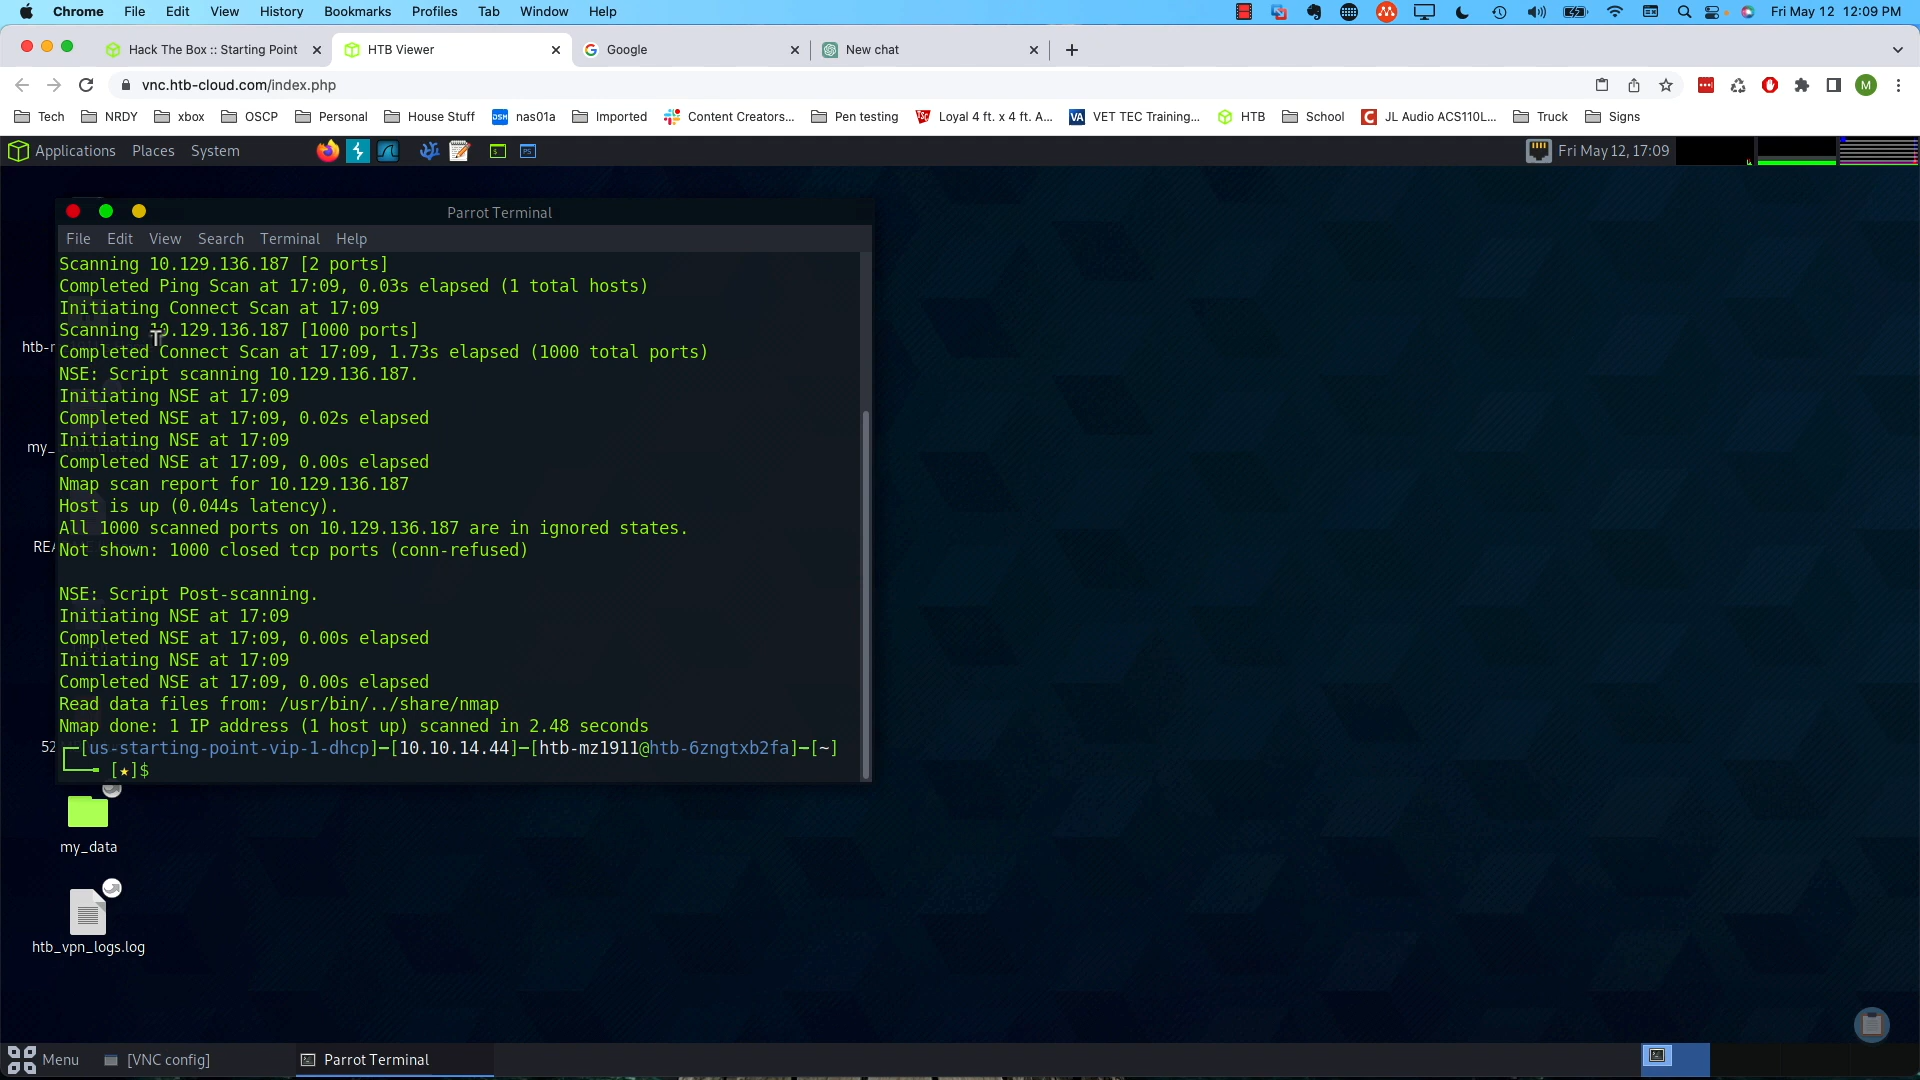 Chrome File Edit View History Bookmarks Profiles Tab Window Help Fri May 12 12:09 PM
Hack The Box :: Starting Point HTB Viewer Google New chat
vnc.htb-cloud.com/index.php M
Tech NRDY xbox OSCP Personal House Stuff DSM nas01a Imported Content Creators... Pen testing Loyal 4 ft. x 4 ft. A... VA VET TEC Training... HTB School JL Audio ACS110L... Truck Signs
Applications Places System Fri May 12, 17:09
Parrot Terminal
File Edit View Search Terminal Help
Scanning 10.129.136.187 [2 ports]
Completed Ping Scan at 17:09, 0.03s elapsed (1 total hosts)
Initiating Connect Scan at 17:09
Scanning 10.129.136.187 [1000 ports]
htb-r
Completed Connect Scan at 17:09, 1.73s elapsed (1000 total ports)
NSE: Script scanning 10.129.136.187.
Initiating NSE at 17:09
Completed NSE at 17:09, 0.02s elapsed
Initiating NSE at 17:09
my_
Completed NSE at 17:09, 0.00s elapsed
Nmap scan report for 10.129.136.187
Host is up (0.044s latency).
All 1000 scanned ports on 10.129.136.187 are in ignored states.
REA
Not shown: 1000 closed tcp ports (conn-refused)
NSE: Script Post-scanning.
Initiating NSE at 17:09
Completed NSE at 17:09, 0.00s elapsed
Initiating NSE at 17:09
Completed NSE at 17:09, 0.00s elapsed
Read data files from: /usr/bin/../share/nmap
Nmap done: 1 IP address (1 host up) scanned in 2.48 seconds
52
┌─[us-starting-point-vip-1-dhcp]─[10.10.14.44]─[htb-mz1911@htb-6zngtxb2fa]─[~]
└──╼ [★]$
my_data
htb_vpn_logs.log
Menu [VNC config] Parrot Terminal